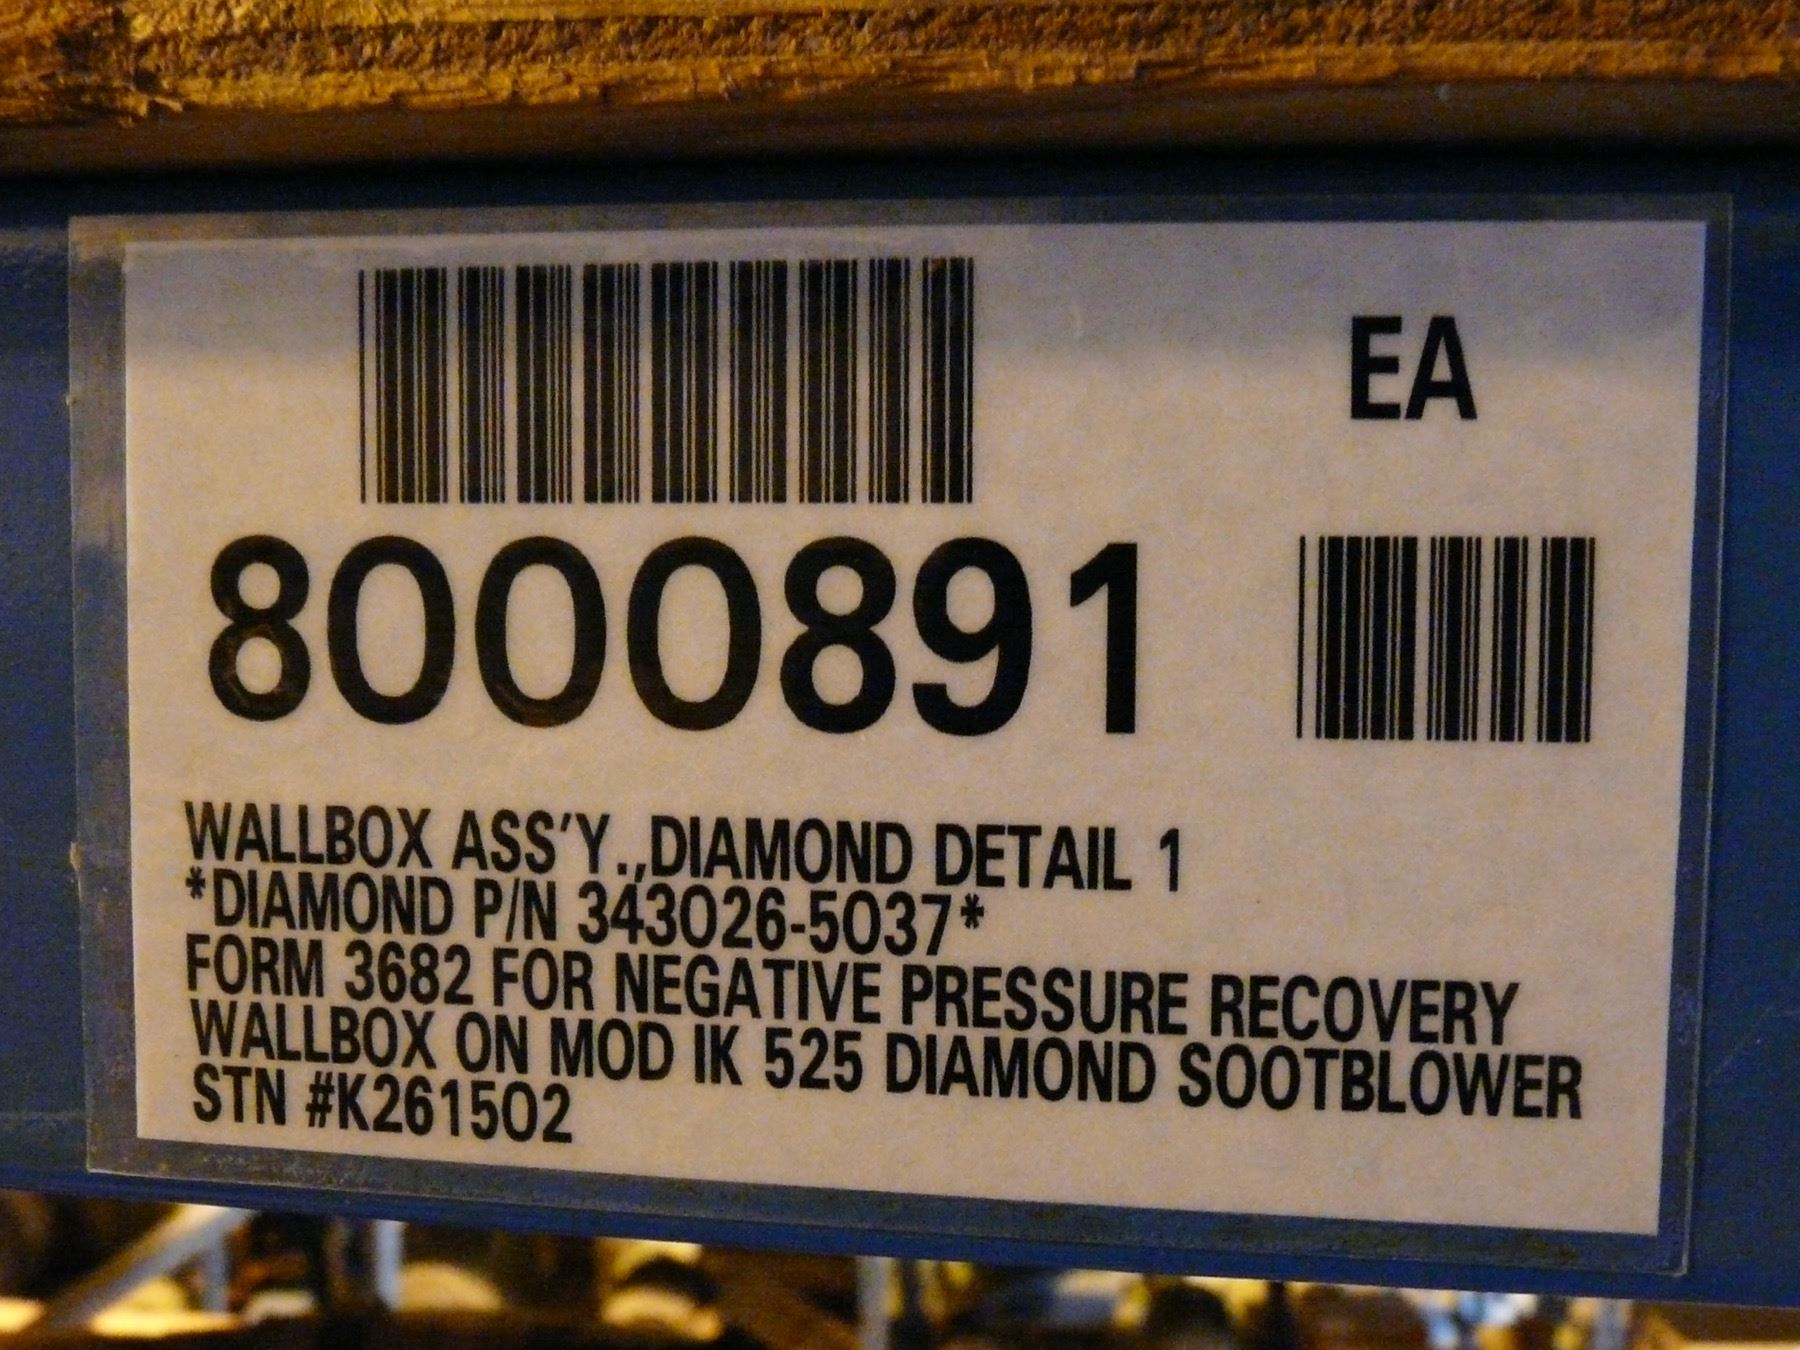 EA
8000891
WALLBOX ASS'Y.,DIAMOND DETAIL 1
*DIAMOND P/N 343026-5037*
FORM 3682 FOR NEGATIVE PRESSURE RECOVERY
WALLBOX ON MOD IK 525 DIAMOND SOOTBLOWER
STN #K261502